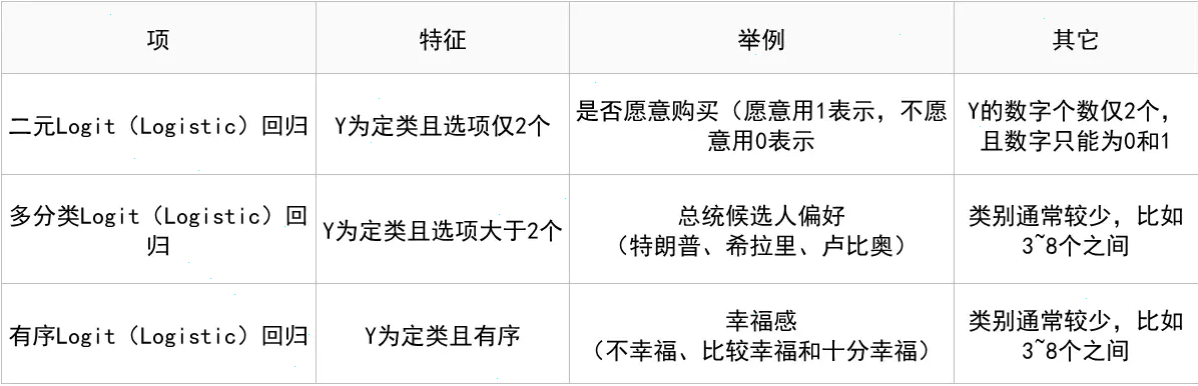 项 特征 举例 其它
二元Logit（Logistic）回归 Y为定类且选项仅2个 是否愿意购买（愿意用1表示，不愿 Y的数字个数仅2个，
意用0表示 且数字只能为0和1
多分类Logit（Logistic）回 Y为定类且选项大于2个 总统候选人偏好 类别通常较少，比如
归 （特朗普、希拉里、卢比奥） 3~8个之间
有序Logit（Logistic）回归 Y为定类且有序 幸福感 类别通常较少，比如
（不幸福、比较幸福和十分幸福） 3~8个之间